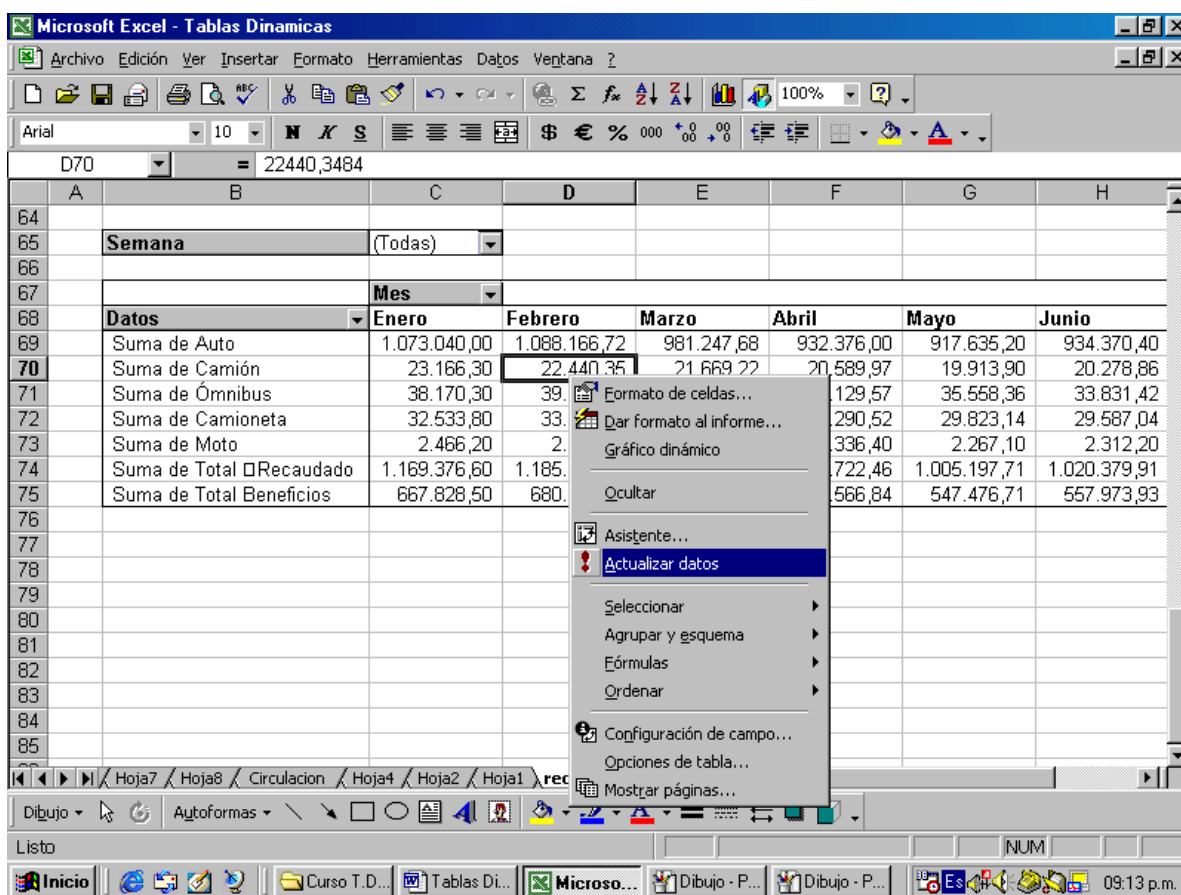 Microsoft Excel - Tablas Dinamicas
Archivo Edición Ver Insertar Formato Herramientas Datos Ventana ?
100%
Arial 10 N K S $ € % 000
D70 = 22440,3484
A B C D E F G H
64
65 Semana (Todas)
66
67 Mes
68 Datos Enero Febrero Marzo Abril Mayo Junio
69 Suma de Auto 1.073.040,00 1.088.166,72 981.247,68 932.376,00 917.635,20 934.370,40
70 Suma de Camión 23.166,30 22.440,35 21.669,22 20.589,97 19.913,90 20.278,86
71 Suma de Ómnibus 38.170,30 39. .129,57 35.558,36 33.831,42
72 Suma de Camioneta 32.533,80 33. .290,52 29.823,14 29.587,04
73 Suma de Moto 2.466,20 2. .336,40 2.267,10 2.312,20
74 Suma de Total Recaudado 1.169.376,60 1.185. .722,46 1.005.197,71 1.020.379,91
75 Suma de Total Beneficios 667.828,50 680. .566,84 547.476,71 557.973,93
76
77
78
79
80
81
82
83
84
85
Formato de celdas...
Dar formato al informe...
Gráfico dinámico
Ocultar
Asistente...
Actualizar datos
Seleccionar
Agrupar y esquema
Fórmulas
Ordenar
Configuración de campo...
Opciones de tabla...
Mostrar páginas...
Hoja7 Hoja8 Circulacion Hoja4 Hoja2 Hoja1 rec
Dibujo Autoformas
Listo NUM
Inicio Curso T.D... Tablas Di... Microso... Dibujo - P... Dibujo - P... Es 09:13 p.m.